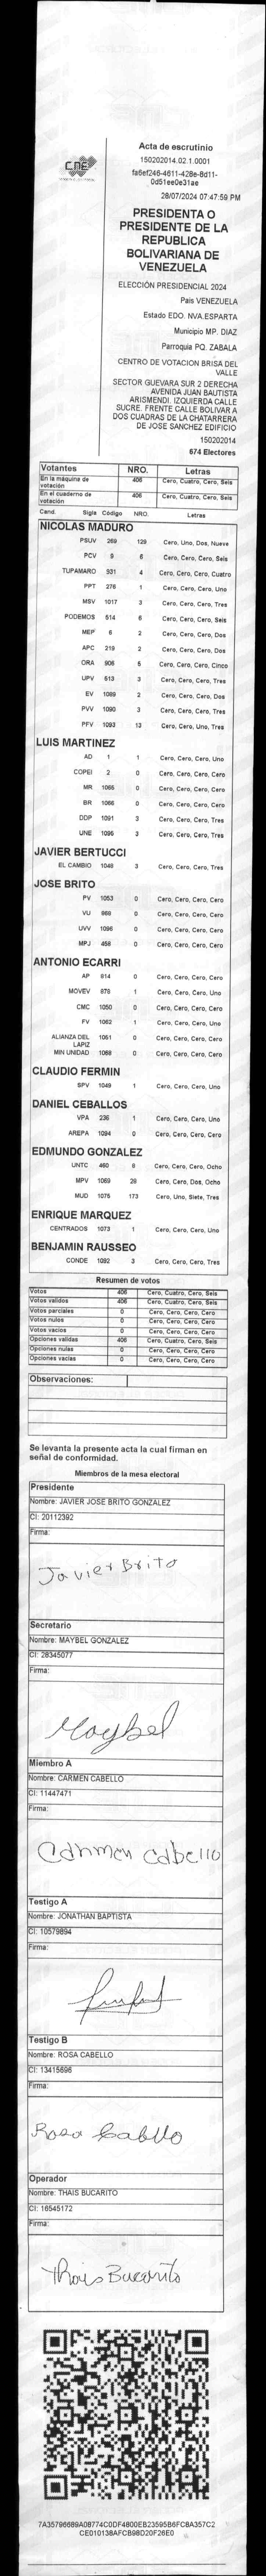 CNE
Acta de escrutinio
150202014.02.1.0001
fa6ef246-4611-428e-8d11-
0d51ee0e31ae
28/07/2024 07:47:59 PM
PRESIDENTA O
PRESIDENTE DE LA
REPUBLICA
BOLIVARIANA DE
VENEZUELA
ELECCIÓN PRESIDENCIAL 2024
País VENEZUELA
Estado EDO. NVA.ESPARTA
Municipio MP. DIAZ
Parroquia PQ. ZABALA
CENTRO DE VOTACION BRISA DEL
VALLE
SECTOR GUEVARA SUR 2 DERECHA
AVENIDA JUAN BAUTISTA
ARISMENDI. IZQUIERDA CALLE
SUCRE. FRENTE CALLE BOLIVAR A
DOS CUADRAS DE LA CHATARRERA
DE JOSE SANCHEZ EDIFICIO
150202014
674 Electores
Votantes NRO. Letras
En la máquina de votación 406 Cero, Cuatro, Cero, Seis
En el cuaderno de votación 406 Cero, Cuatro, Cero, Seis
Cand. Sigla Código NRO. Letras
NICOLAS MADURO
PSUV 269 129 Cero, Uno, Dos, Nueve
PCV 9 6 Cero, Cero, Cero, Seis
TUPAMARO 931 4 Cero, Cero, Cero, Cuatro
PPT 276 1 Cero, Cero, Cero, Uno
MSV 1017 3 Cero, Cero, Cero, Tres
PODEMOS 514 6 Cero, Cero, Cero, Seis
MEP 6 2 Cero, Cero, Cero, Dos
APC 219 2 Cero, Cero, Cero, Dos
ORA 906 5 Cero, Cero, Cero, Cinco
UPV 613 3 Cero, Cero, Cero, Tres
EV 1089 2 Cero, Cero, Cero, Dos
PVV 1090 3 Cero, Cero, Cero, Tres
PFV 1093 13 Cero, Cero, Uno, Tres
LUIS MARTINEZ
AD 1 1 Cero, Cero, Cero, Uno
COPEI 2 0 Cero, Cero, Cero, Cero
MR 1065 0 Cero, Cero, Cero, Cero
BR 1066 0 Cero, Cero, Cero, Cero
DDP 1091 3 Cero, Cero, Cero, Tres
UNE 1095 3 Cero, Cero, Cero, Tres
JAVIER BERTUCCI
EL CAMBIO 1048 3 Cero, Cero, Cero, Tres
JOSE BRITO
PV 1053 0 Cero, Cero, Cero, Cero
VU 0 Cero, Cero, Cero, Cero
UVV 1096 0 Cero, Cero, Cero, Cero
MPJ 458 0 Cero, Cero, Cero, Cero
ANTONIO ECARRI
AP 814 0 Cero, Cero, Cero, Cero
MOVEV 878 1 Cero, Cero, Cero, Uno
CMC 1050 0 Cero, Cero, Cero, Cero
FV 1062 1 Cero, Cero, Cero, Uno
ALIANZA DEL LAPIZ 1051 0 Cero, Cero, Cero, Cero
MIN UNIDAD 1088 0 Cero, Cero, Cero, Cero
CLAUDIO FERMIN
SPV 1049 1 Cero, Cero, Cero, Uno
DANIEL CEBALLOS
VPA 236 1 Cero, Cero, Cero, Uno
AREPA 1094 0 Cero, Cero, Cero, Cero
EDMUNDO GONZALEZ
UNTC 460 8 Cero, Cero, Cero, Ocho
MPV 1069 28 Cero, Cero, Dos, Ocho
MUD 1075 173 Cero, Uno, Siete, Tres
ENRIQUE MARQUEZ
CENTRADOS 1073 1 Cero, Cero, Cero, Uno
BENJAMIN RAUSSEO
CONDE 1092 3 Cero, Cero, Cero, Tres
Resumen de votos
Votos 406 Cero, Cuatro, Cero, Seis
Votos validos 406 Cero, Cuatro, Cero, Seis
Votos parciales 0 Cero, Cero, Cero, Cero
Votos nulos 0 Cero, Cero, Cero, Cero
Votos vacios 0 Cero, Cero, Cero, Cero
Opciones validas 406 Cero, Cuatro, Cero, Seis
Opciones nulas 0 Cero, Cero, Cero, Cero
Opciones vacias 0 Cero, Cero, Cero, Cero
Observaciones:
Se levanta la presente acta la cual firman en
señal de conformidad.
Miembros de la mesa electoral
Presidente
Nombre: JAVIER JOSE BRITO GONZALEZ
CI: 20112392
Firma:
Javier Brito
Secretario
Nombre: MAYBEL GONZALEZ
CI: 28345077
Firma:
Maybel
Miembro A
Nombre: CARMEN CABELLO
CI: 11447471
Firma:
Carmen Cabello
Testigo A
Nombre: JONATHAN BAPTISTA
CI: 10579894
Firma:
Testigo B
Nombre: ROSA CABELLO
CI: 13415696
Firma:
Rosa Cabello
Operador
Nombre: THAIS BUCARITO
CI: 16545172
Firma:
Thais Bucarito
7A35796689A08774C0DF4800EB23595B6FC8A357C2
CE010138AFCB98D20F26E0